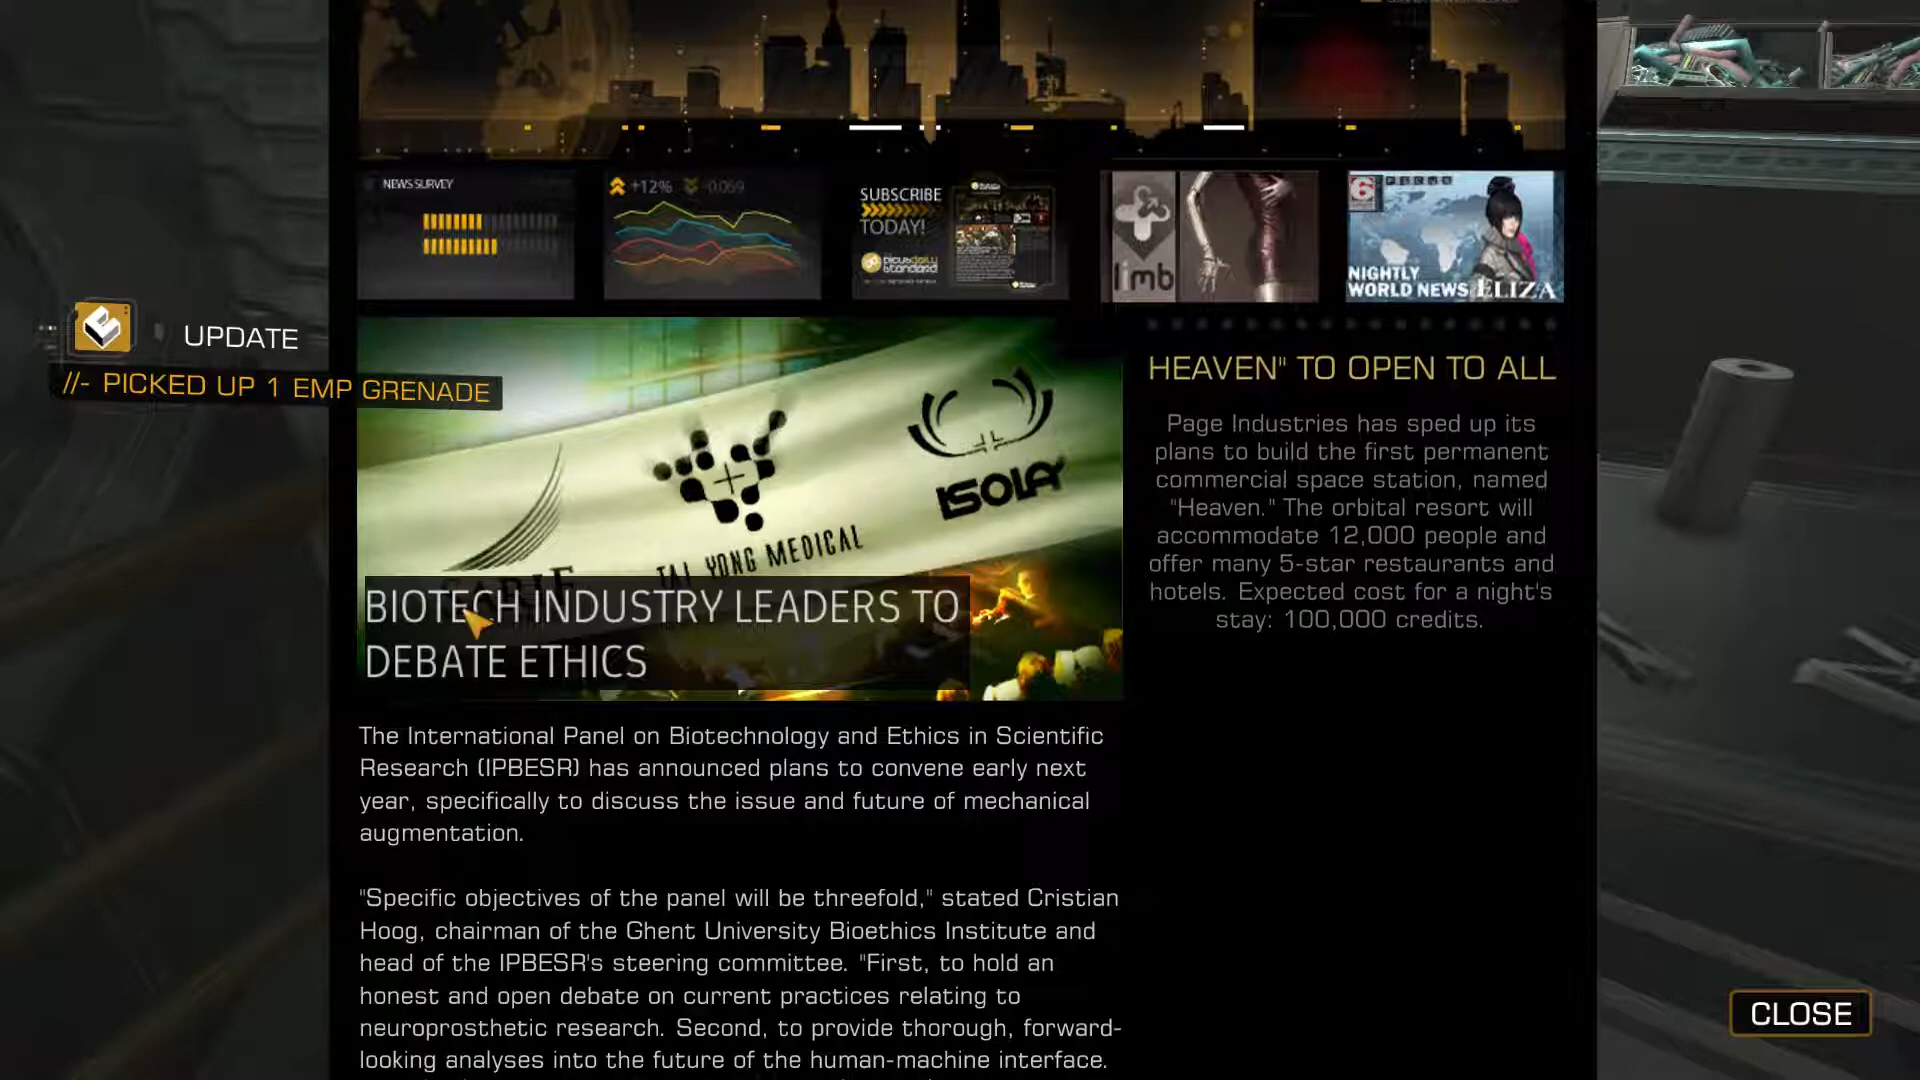 NEWS SURVEY
+12% -0.069
SUBSCRIBE
TODAY!
picusdaily
standard
limb
6 PICUS
NIGHTLY
WORLD NEWS ELIZA
UPDATE
//- PICKED UP 1 EMP GRENADE
TAI YONG MEDICAL
ISOLAY
BIOTECH INDUSTRY LEADERS TO
DEBATE ETHICS
The International Panel on Biotechnology and Ethics in Scientific
Research (IPBESR) has announced plans to convene early next
year, specifically to discuss the issue and future of mechanical
augmentation.
"Specific objectives of the panel will be threefold," stated Cristian
Hoog, chairman of the Ghent University Bioethics Institute and
head of the IPBESR's steering committee. "First, to hold an
honest and open debate on current practices relating to
neuroprosthetic research. Second, to provide thorough, forward-
looking analyses into the future of the human-machine interface.
HEAVEN" TO OPEN TO ALL
Page Industries has sped up its
plans to build the first permanent
commercial space station, named
"Heaven." The orbital resort will
accommodate 12,000 people and
offer many 5-star restaurants and
hotels. Expected cost for a night's
stay: 100,000 credits.
CLOSE